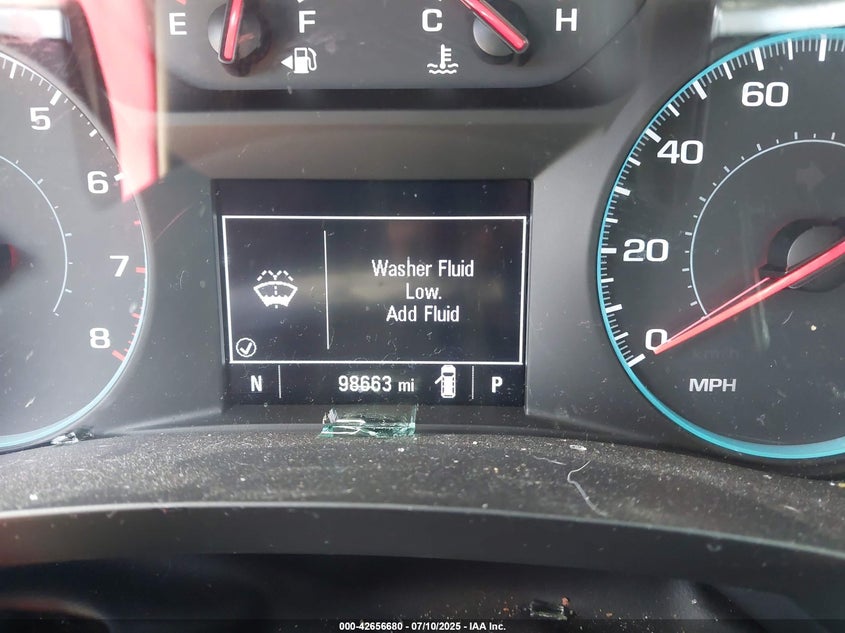 E F C H
5
6
7
8
60
40
20
0
MPH
Washer Fluid
Low.
Add Fluid
N 98663 mi P
000-42656680 - 07/10/2025 - IAA Inc.